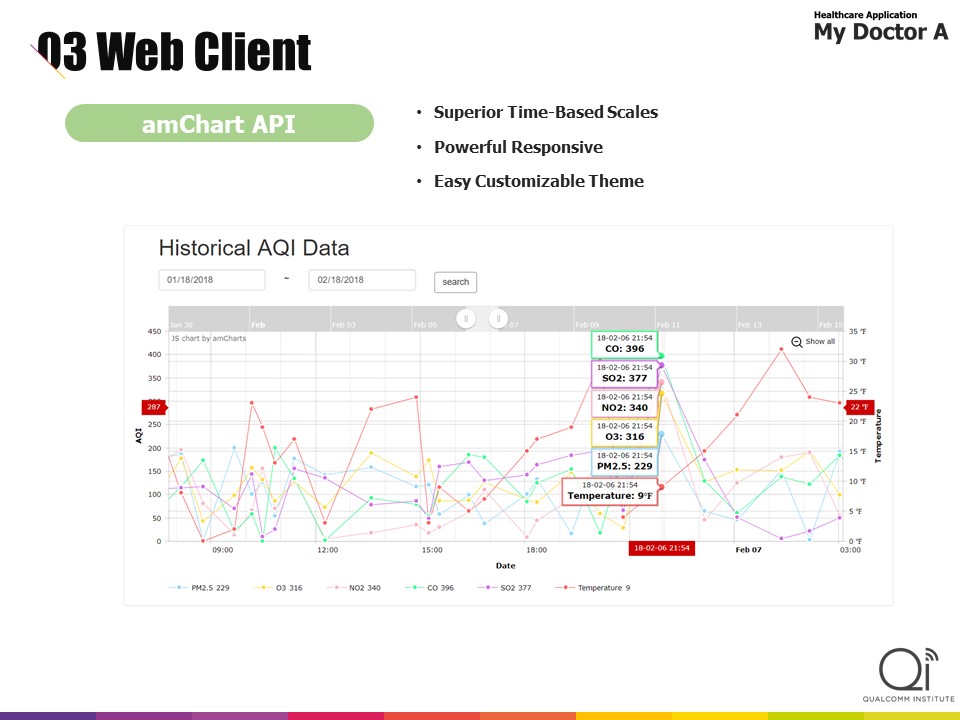 Healthcare Application
My Doctor A
03 Web Client
amChart API
• Superior Time-Based Scales
• Powerful Responsive
• Easy Customizable Theme
Historical AQI Data
01/18/2018 ~ 02/18/2018 search
Jan 30 Feb Feb 03 Feb 05 07 Feb 09 Feb 11 Feb 13 Feb 15
JS chart by amCharts
Show all
450
400
350
250
200
150
100
50
0
287
AQI
35 °F
30 °F
25 °F
20 °F
15 °F
10 °F
5 °F
0 °F
22 °F
Temperature
18-02-06 21:54
CO: 396
18-02-06 21:54
SO2: 377
18-02-06 21:54
NO2: 340
18-02-06 21:54
O3: 316
18-02-06 21:54
PM2.5: 229
18-02-06 21:54
Temperature: 9°F
09:00 12:00 15:00 18:00 18-02-06 21:54 Feb 07 03:00
Date
PM2.5 229 O3 316 NO2 340 CO 396 SO2 377 Temperature 9
QUALCOMM INSTITUTE